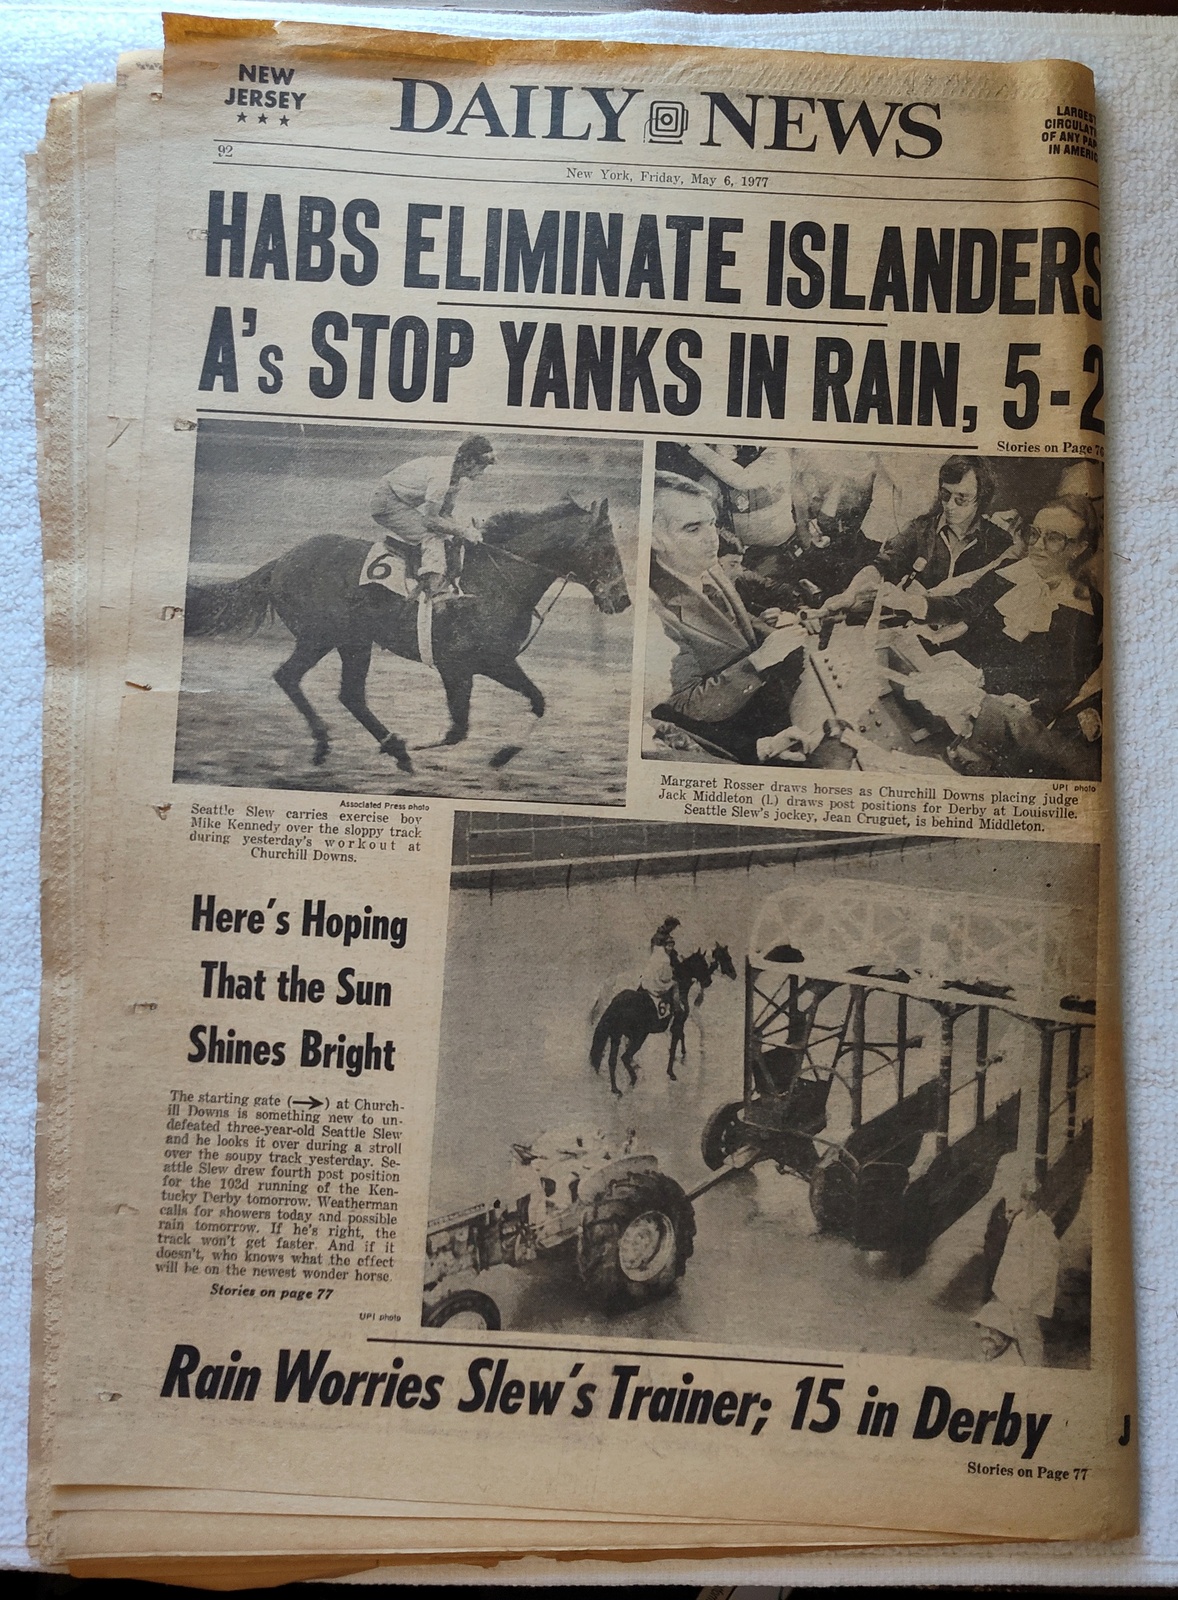 NEW
JERSEY
★ ★ ★
DAILY NEWS
LARGEST
CIRCULAT
OF ANY PAP
IN AMERIC
92
New York, Friday, May 6, 1977
HABS ELIMINATE ISLANDERS
A's STOP YANKS IN RAIN, 5-2
Stories on Page 76
6
Associated Press photo
Seattle Slew carries exercise boy
Mike Kennedy over the sloppy track
during yesterday's workout at
Churchill Downs.
UPI photo
Margaret Rosser draws horses as Churchill Downs placing judge
Jack Middleton (L) draws post positions for Derby at Louisville.
Seattle Slew's jockey, Jean Cruguet, is behind Middleton.
Here's Hoping
That the Sun
Shines Bright
The starting gate (→) at Church-
ill Downs is something new to un-
defeated three-year-old Seattle Slew
and he looks it over during a stroll
over the soupy track yesterday. Se-
attle Slew drew fourth post position
for the 103d running of the Ken-
tucky Derby tomorrow. Weatherman
calls for showers today and possible
rain tomorrow. If he's right, the
track won't get faster. And if it
doesn't, who knows what the effect
will be on the newest wonder horse.
Stories on page 77
UPI photo
6
Rain Worries Slew's Trainer; 15 in Derby
J
Stories on Page 77